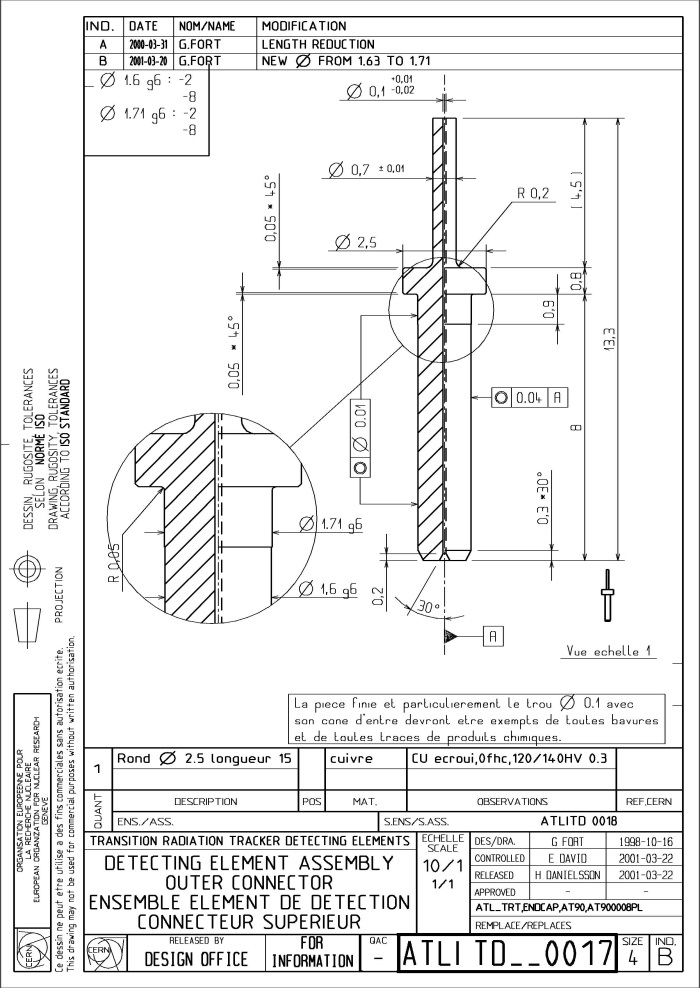 IND. DATE NOM/NAME MODIFICATION
A 2000-03-31 G.FORT LENGTH REDUCTION
B 2001-03-20 G.FORT NEW Ø FROM 1.63 TO 1.71
Ø 1.6 g6 : -2
-8
Ø 1.71 g6 : -2
-8
Ø 0,1 +0,01 -0,02
Ø 0,7 ± 0,01
R 0,2
( 4,5 )
0,05 * 45°
Ø 2,5
0,8
0,9
0,05 * 45°
13,3
Ø 0.01
0.04 A
8
0,3 *30°
Ø 1.71 g6
R 0,05
Ø 1,6 g6
0,2
30°
A
Vue echelle 1
DESSIN, RUGOSITE, TOLERANCES
SELON NORME ISO
DRAWING, RUGOSITY, TOLERANCES
ACCORDING TO ISO STANDARD
PROJECTION
Ce dessin ne peut etre utilise a des fins commerciales sans autorisation ecrite.
This drawing may not be used for commercial purposes without written authorisation.
ORGANISATION EUROPEENNE POUR
LA RECHERCHE NUCLEAIRE
EUROPEAN ORGANIZATION FOR NUCLEAR RESEARCH
GENEVE
CERN
La piece finie et particulierement le trou Ø 0.1 avec
son cone d'entre devront etre exempts de toutes bavures
et de toutes traces de produits chimiques.
1 Rond Ø 2.5 longueur 15 cuivre CU ecroui,0fhc,120/140HV 0.3
QUANT DESCRIPTION POS MAT. OBSERVATIONS REF,CERN
ENS./ASS. S.ENS/S.ASS. ATLITD 0018
TRANSITION RADIATION TRACKER DETECTING ELEMENTS
DETECTING ELEMENT ASSEMBLY
OUTER CONNECTOR
ENSEMBLE ELEMENT DE DETECTION
CONNECTEUR SUPERIEUR
ECHELLE
SCALE
10/1
1/1
DES/DRA. G FORT 1998-10-16
CONTROLLED E DAVID 2001-03-22
RELEASED H DANIELSSON 2001-03-22
APPROVED - -
ATL_TRT,ENDCAP,AT90,AT900008PL
REMPLACE/REPLACES
CERN
RELEASED BY
DESIGN OFFICE
FOR
INFORMATION
QAC
-
ATLITD__0017
SIZE
4
IND.
B